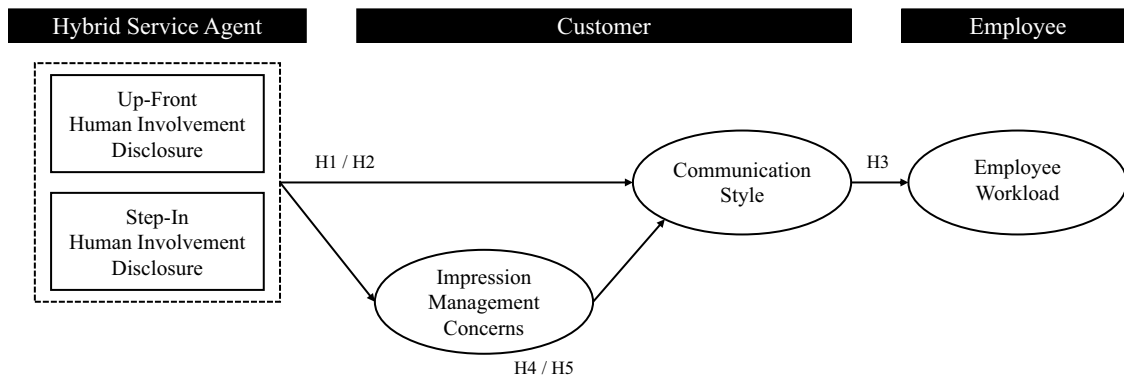 Hybrid Service Agent
Customer
Employee
Up-Front
Human Involvement
Disclosure
Step-In
Human Involvement
Disclosure
H1 / H2
Impression
Management
Concerns
H4 / H5
Communication
Style
H3
Employee
Workload